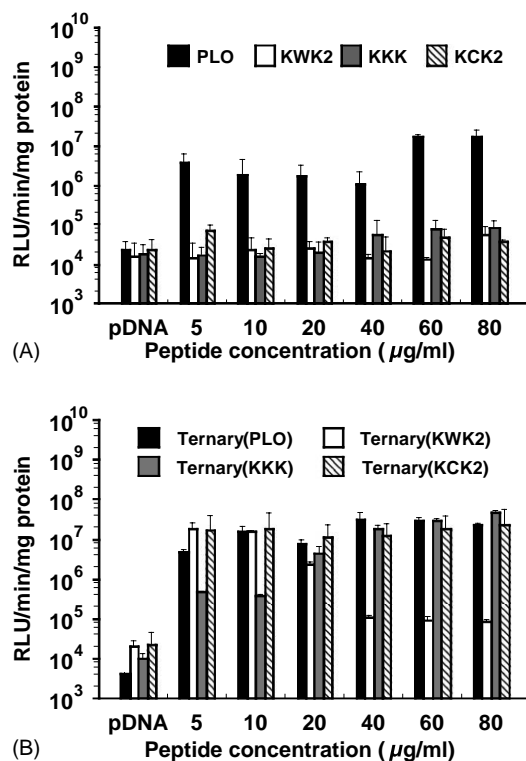 10^10
PLO KWK2 KKK KCK2
10^9
10^8
10^7
10^6
10^5
10^4
10^3
RLU/min/mg protein
pDNA 5 10 20 40 60 80
(A) Peptide concentration ( µg/ml)
10^10
Ternary(PLO) Ternary(KWK2)
Ternary(KKK) Ternary(KCK2)
10^9
10^8
10^7
10^6
10^5
10^4
10^3
RLU/min/mg protein
pDNA 5 10 20 40 60 80
(B) Peptide concentration ( µg/ml)